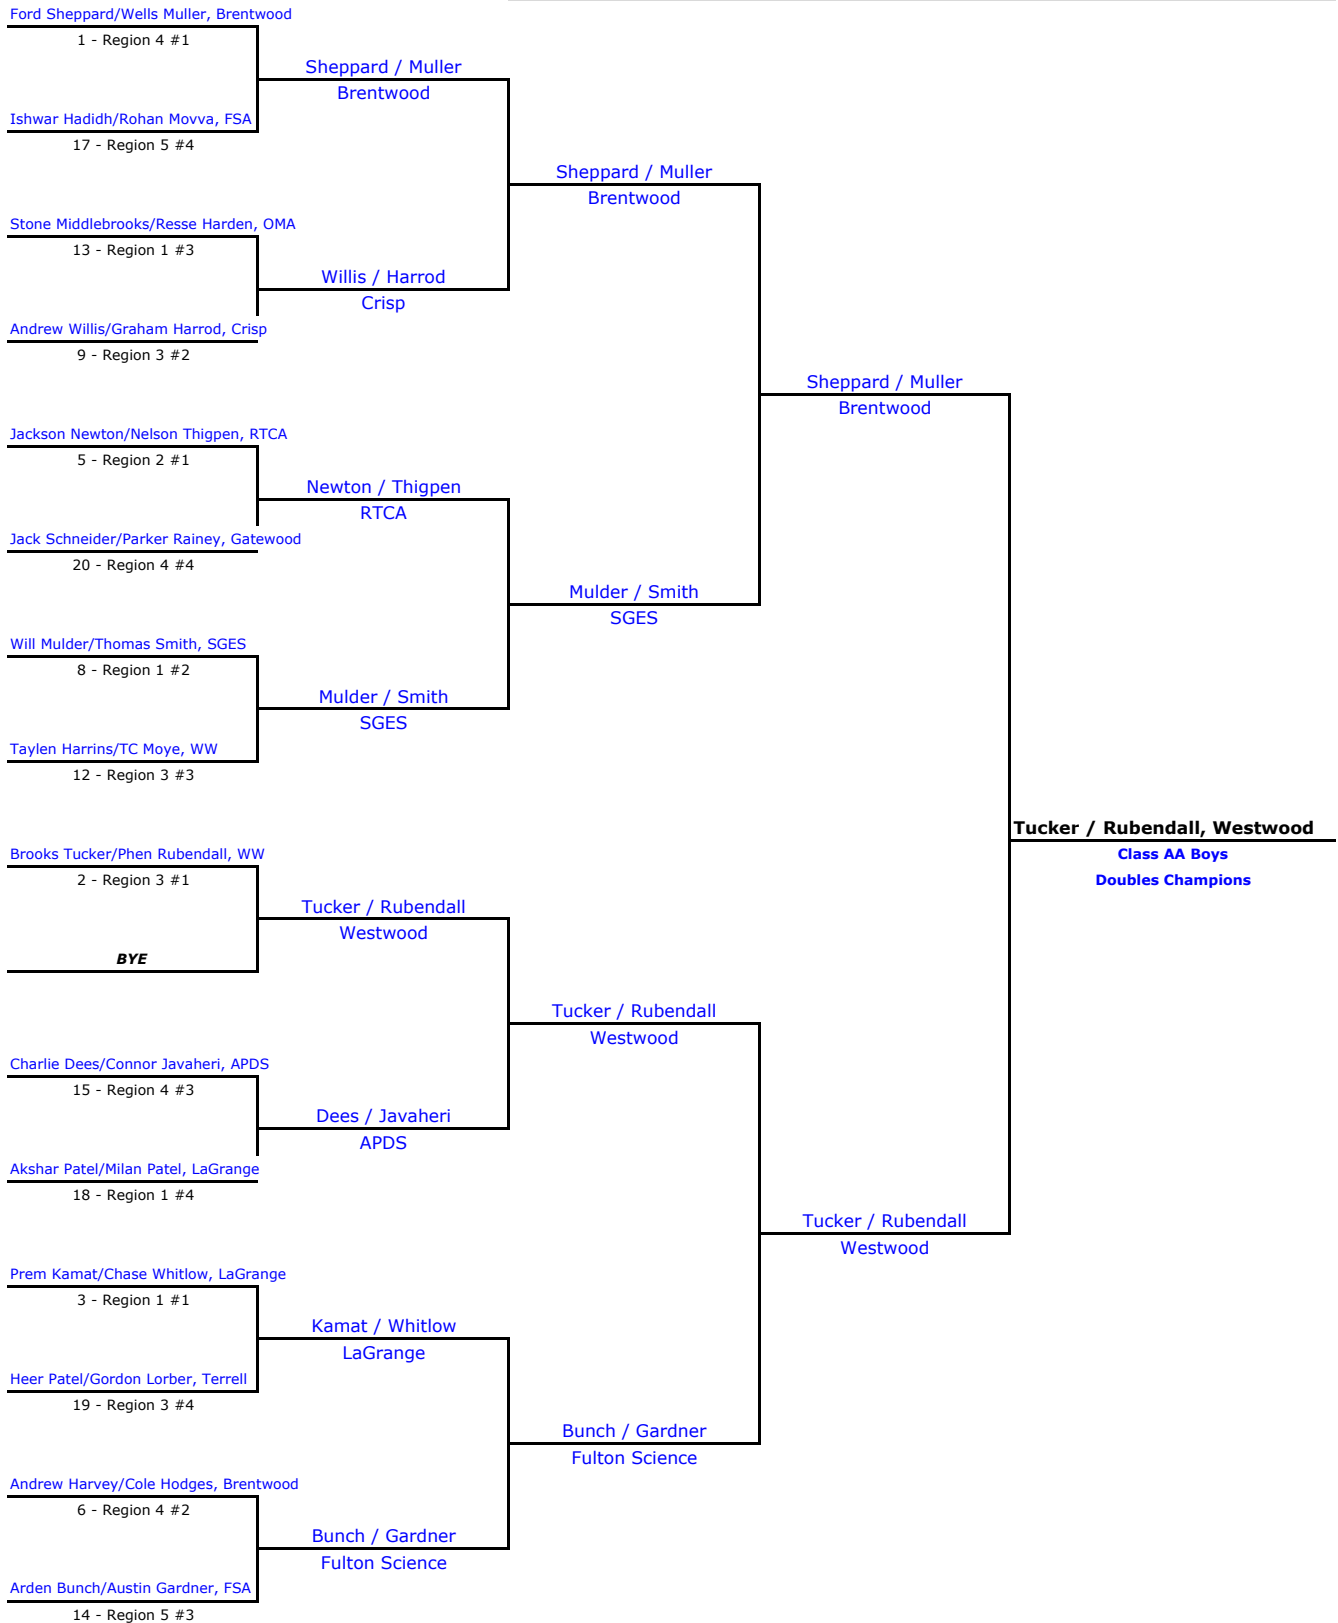 Ford Sheppard/Wells Muller, Brentwood
1 - Region 4 #1
Sheppard / Muller
Brentwood
Ishwar Hadidh/Rohan Movva, FSA
17 - Region 5 #4
Sheppard / Muller
Brentwood
Stone Middlebrooks/Resse Harden, OMA
13 - Region 1 #3
Willis / Harrod
Crisp
Andrew Willis/Graham Harrod, Crisp
9 - Region 3 #2
Sheppard / Muller
Brentwood
Jackson Newton/Nelson Thigpen, RTCA
5 - Region 2 #1
Newton / Thigpen
RTCA
Jack Schneider/Parker Rainey, Gatewood
20 - Region 4 #4
Mulder / Smith
SGES
Will Mulder/Thomas Smith, SGES
8 - Region 1 #2
Mulder / Smith
SGES
Taylen Harrins/TC Moye, WW
12 - Region 3 #3
Tucker / Rubendall, Westwood
Class AA Boys
Doubles Champions
Brooks Tucker/Phen Rubendall, WW
2 - Region 3 #1
Tucker / Rubendall
Westwood
BYE
Tucker / Rubendall
Westwood
Charlie Dees/Connor Javaheri, APDS
15 - Region 4 #3
Dees / Javaheri
APDS
Akshar Patel/Milan Patel, LaGrange
18 - Region 1 #4
Tucker / Rubendall
Westwood
Prem Kamat/Chase Whitlow, LaGrange
3 - Region 1 #1
Kamat / Whitlow
LaGrange
Heer Patel/Gordon Lorber, Terrell
19 - Region 3 #4
Bunch / Gardner
Fulton Science
Andrew Harvey/Cole Hodges, Brentwood
6 - Region 4 #2
Bunch / Gardner
Fulton Science
Arden Bunch/Austin Gardner, FSA
14 - Region 5 #3